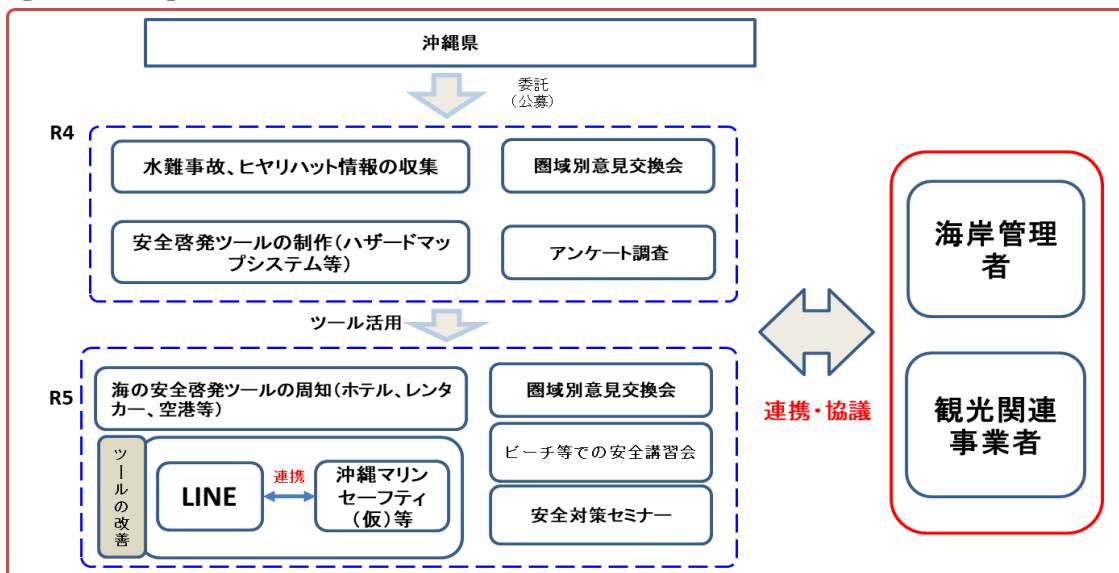 沖縄県
委託
(公募)
R4
水難事故、ヒヤリハット情報の収集
圏域別意見交換会
安全啓発ツールの制作(ハザードマッ
プシステム等)
アンケート調査
ツール活用
R5
海の安全啓発ツールの周知(ホテル、レンタ
カー、空港等)
圏域別意見交換会
ツールの改善
LINE
連携
沖縄マリン
セーフティ
(仮)等
ビーチ等での安全講習会
安全対策セミナー
連携・協議
海岸管理
者
観光関連
事業者